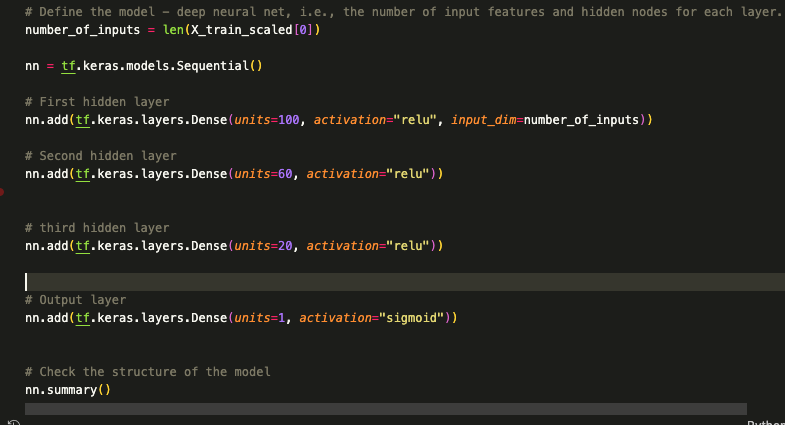 # Define the model - deep neural net, i.e., the number of input features and hidden nodes for each layer.
number_of_inputs = len(X_train_scaled[0])
nn = tf.keras.models.Sequential()
# First hidden layer
nn.add(tf.keras.layers.Dense(units=100, activation="relu", input_dim=number_of_inputs))
# Second hidden layer
nn.add(tf.keras.layers.Dense(units=60, activation="relu"))
# third hidden layer
nn.add(tf.keras.layers.Dense(units=20, activation="relu"))
# Output layer
nn.add(tf.keras.layers.Dense(units=1, activation="sigmoid"))
# Check the structure of the model
nn.summary()